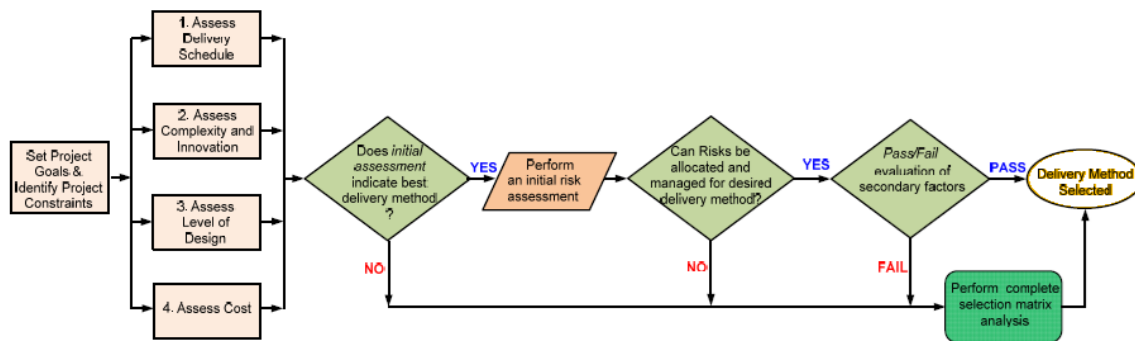 Set Project
Goals &
Identify Project
Constraints
1. Assess
Delivery
Schedule
2. Assess
Complexity and
Innovation
3. Assess
Level of
Design
4. Assess Cost
Does initial
assessment
indicate best
delivery method
?
YES
NO
Perform
an initial risk
assessment
Can Risks be
allocated and
managed for desired
delivery method?
YES
NO
Pass/Fail
evaluation of
secondary factors
PASS
FAIL
Delivery Method
Selected
Perform complete
selection matrix
analysis